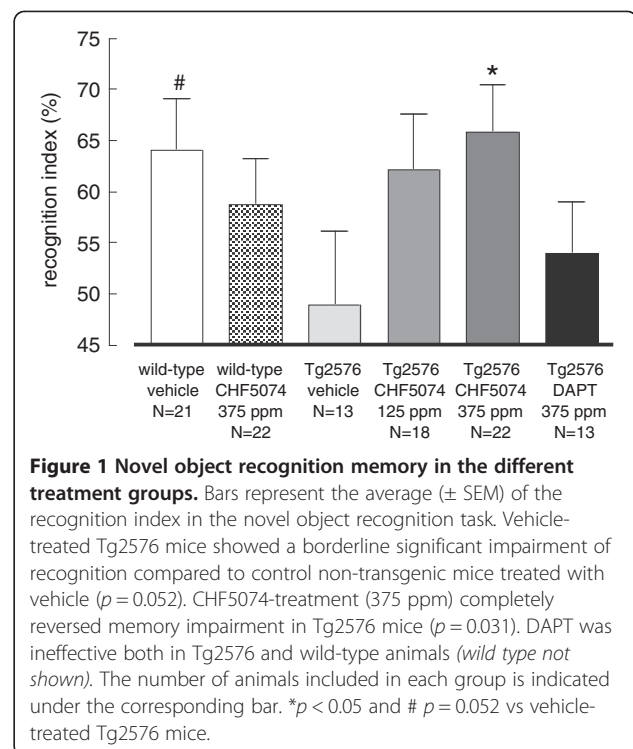 75
#
*
70
65
60
55
50
45
recognition index (%)
wild-type vehicle N=21
wild-type CHF5074 375 ppm N=22
Tg2576 vehicle N=13
Tg2576 CHF5074 125 ppm N=18
Tg2576 CHF5074 375 ppm N=22
Tg2576 DAPT 375 ppm N=13
Figure 1 Novel object recognition memory in the different
treatment groups. Bars represent the average (± SEM) of the
recognition index in the novel object recognition task. Vehicle-
treated Tg2576 mice showed a borderline significant impairment of
recognition compared to control non-transgenic mice treated with
vehicle (p = 0.052). CHF5074-treatment (375 ppm) completely
reversed memory impairment in Tg2576 mice (p = 0.031). DAPT was
ineffective both in Tg2576 and wild-type animals (wild type not
shown). The number of animals included in each group is indicated
under the corresponding bar. *p < 0.05 and # p = 0.052 vs vehicle-
treated Tg2576 mice.